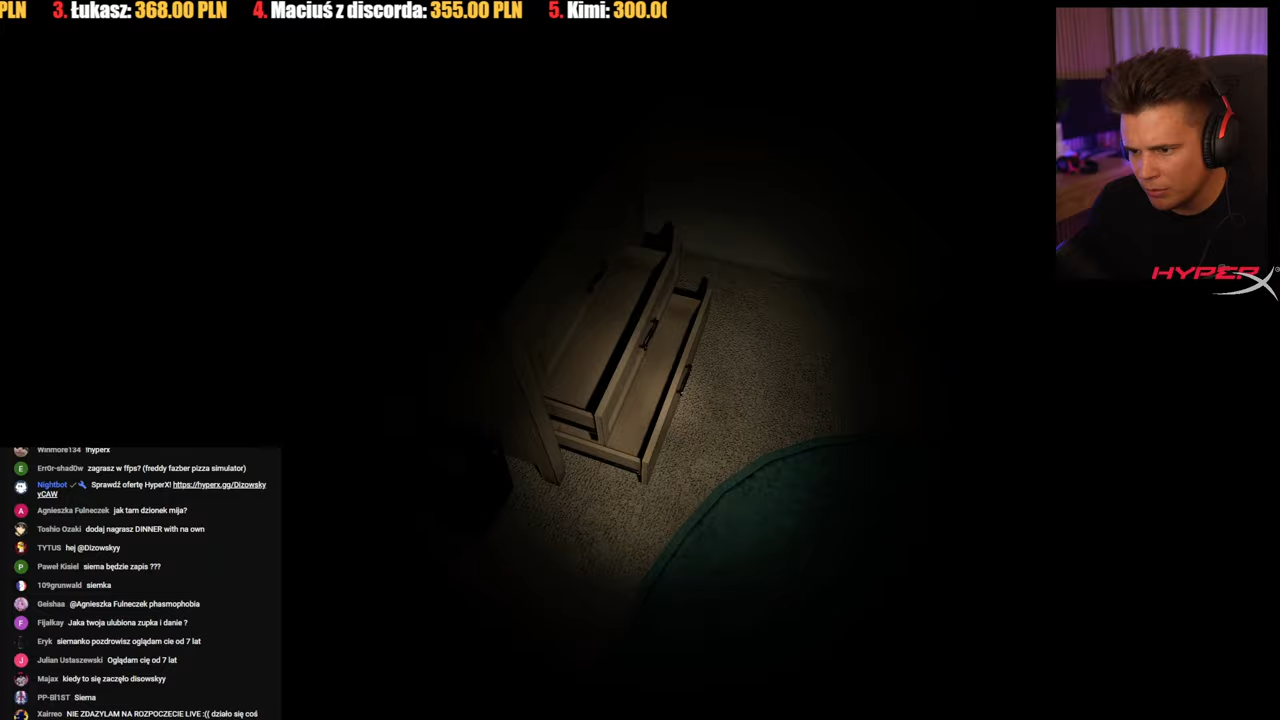 PLN 3. Łukasz: 368.00 PLN 4. Maciuś z discorda: 355.00 PLN 5. Kimi: 300.00
HYPERX
Winmore134 !hyperx
Err0r-shad0w zagrasz w ffps? (freddy fazber pizza simulator)
Nightbot Sprawdź ofertę HyperX! https://hyperx.gg/Dizowsky
yCAW
Agnieszka Fulneczek jak tam dzionek mija?
Toshio Ozaki dodaj nagrasz DINNER with na own
TYTUS hej @Dizowskyy
Paweł Kisiel siema będzie zapis ???
109grunwald siemka
Geishaa @Agnieszka Fulneczek phasmophobia
Fijałkay Jaka twoja ulubiona zupka i danie ?
Eryk siemanko pozdrowisz oglądam cie od 7 lat
Julian Ustaszewski Oglądam cię od 7 lat
Majax kiedy to się zaczęło disowskyy
PP-Bl1ST Siema
Xairreo NIE ZDAZYLAM NA ROZPOCZECIE LIVE :(( działo się coś